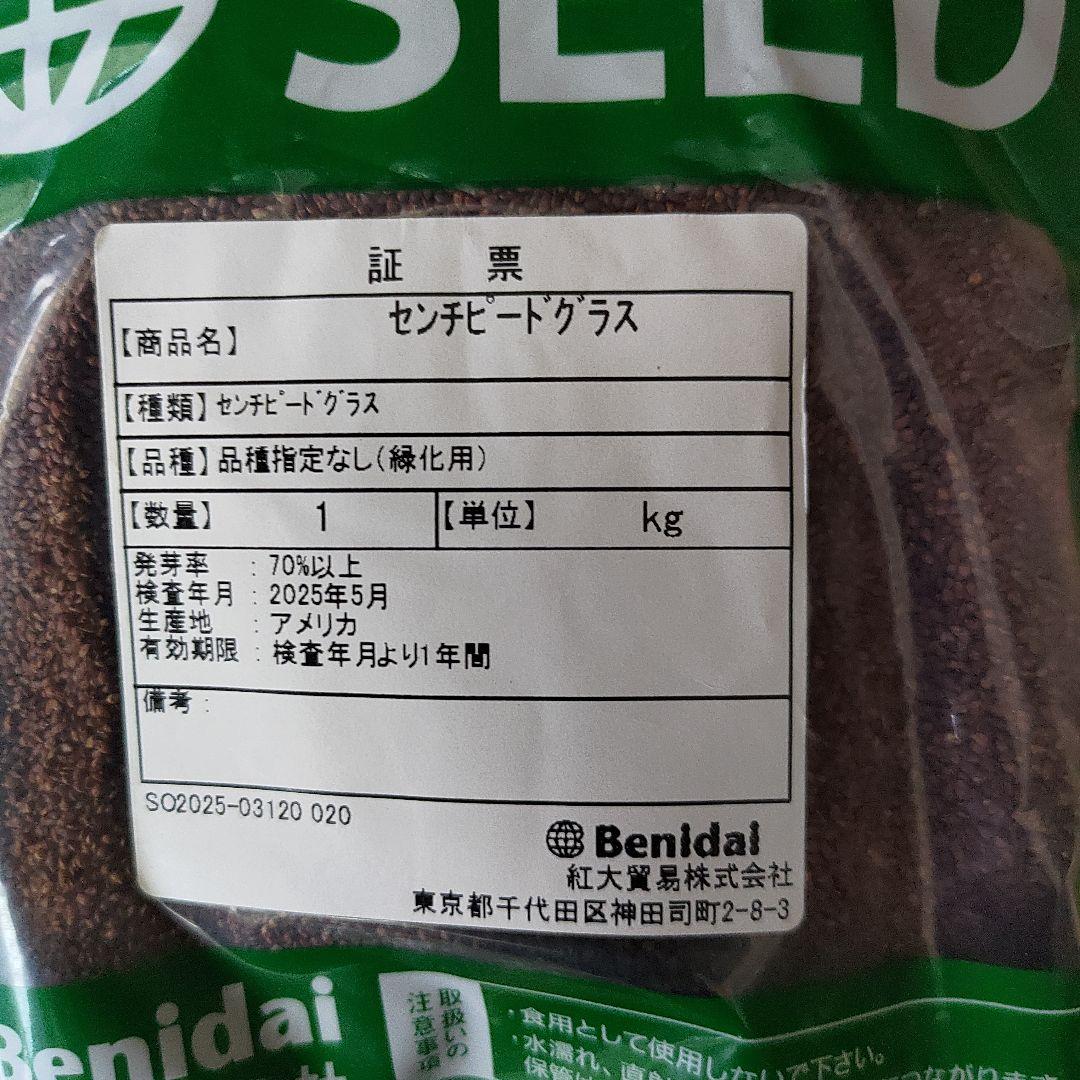 SEED
証 票
【商品名】 センチピードグラス
【種類】 センチピードグラス
【品種】 品種指定なし(緑化用)
【数量】 1 【単位】 kg
発芽率 : 70%以上
検査年月 : 2025年5月
生産地 : アメリカ
有効期限 : 検査年月より1年間
備考 :
SO2025-03120 020
Benidai
紅大貿易株式会社
東京都千代田区神田司町2-8-3
Benidai
取扱いの
注意事項
・食用として使用しないで下さい。
・水濡れ、直射